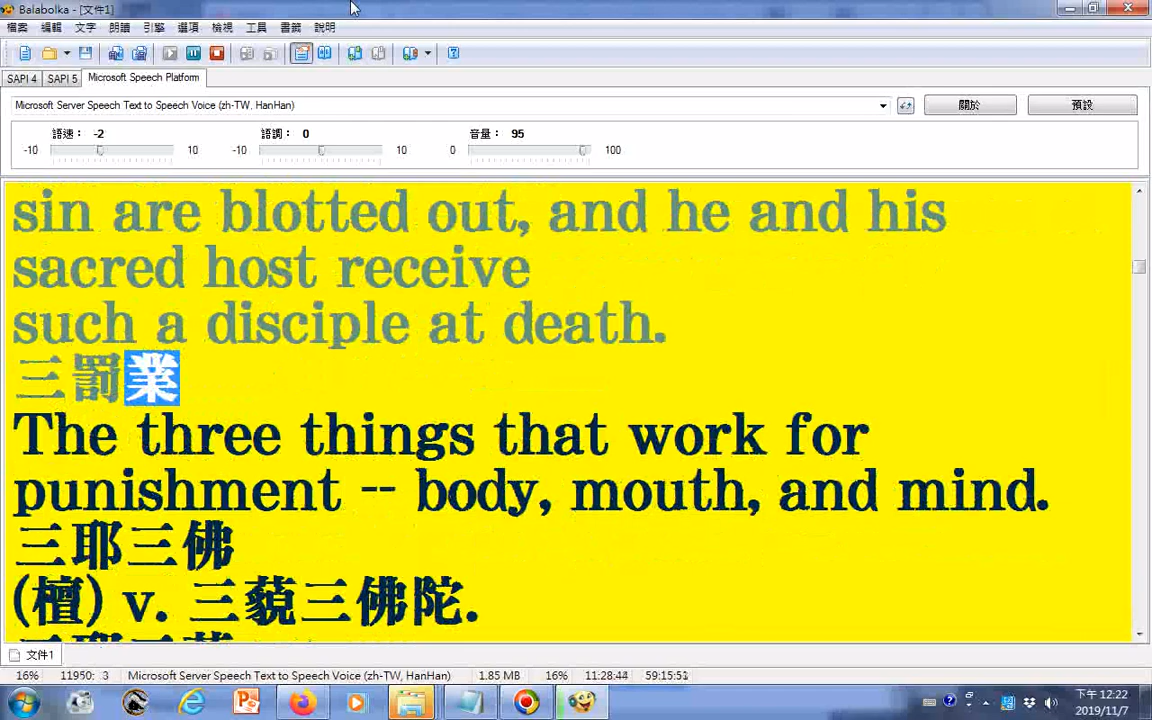 Balabolka - [文件1]
檔案 編輯 文字 朗讀 引擎 選項 檢視 工具 書籤 說明
SAPI 4 SAPI 5 Microsoft Speech Platform
Microsoft Server Speech Text to Speech Voice (zh-TW, HanHan) 關於 預設
語速： -2 語調： 0 音量： 95
-10 10 -10 10 0 100
sin are blotted out, and he and his
sacred host receive
such a disciple at death.
三罰業
The three things that work for
punishment -- body, mouth, and mind.
三耶三佛
(檀) v. 三藐三佛陀.
文件1
16% 11950: 3 Microsoft Server Speech Text to Speech Voice (zh-TW, HanHan) 1.85 MB 16% 11:28:44 59:15:51
下午 12:22
2019/11/7